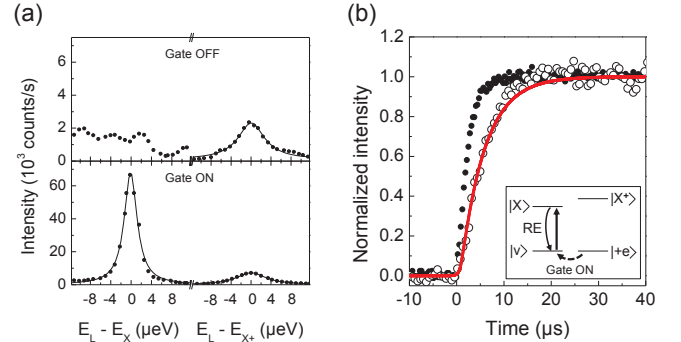 (a)
Gate OFF
6
4
2
0
Gate ON
60
40
20
0
-8 -4 0 4 8
-8 -4 0 4 8
Intensity (10³ counts/s)
E_L - E_X (µeV)
E_L - E_X+ (µeV)
(b)
1.2
1.0
0.8
0.6
0.4
0.2
0.0
-10 0 10 20 30 40
Normalized intensity
Time (µs)
|X>
|X⁺>
RE
|v>
|+e>
Gate ON